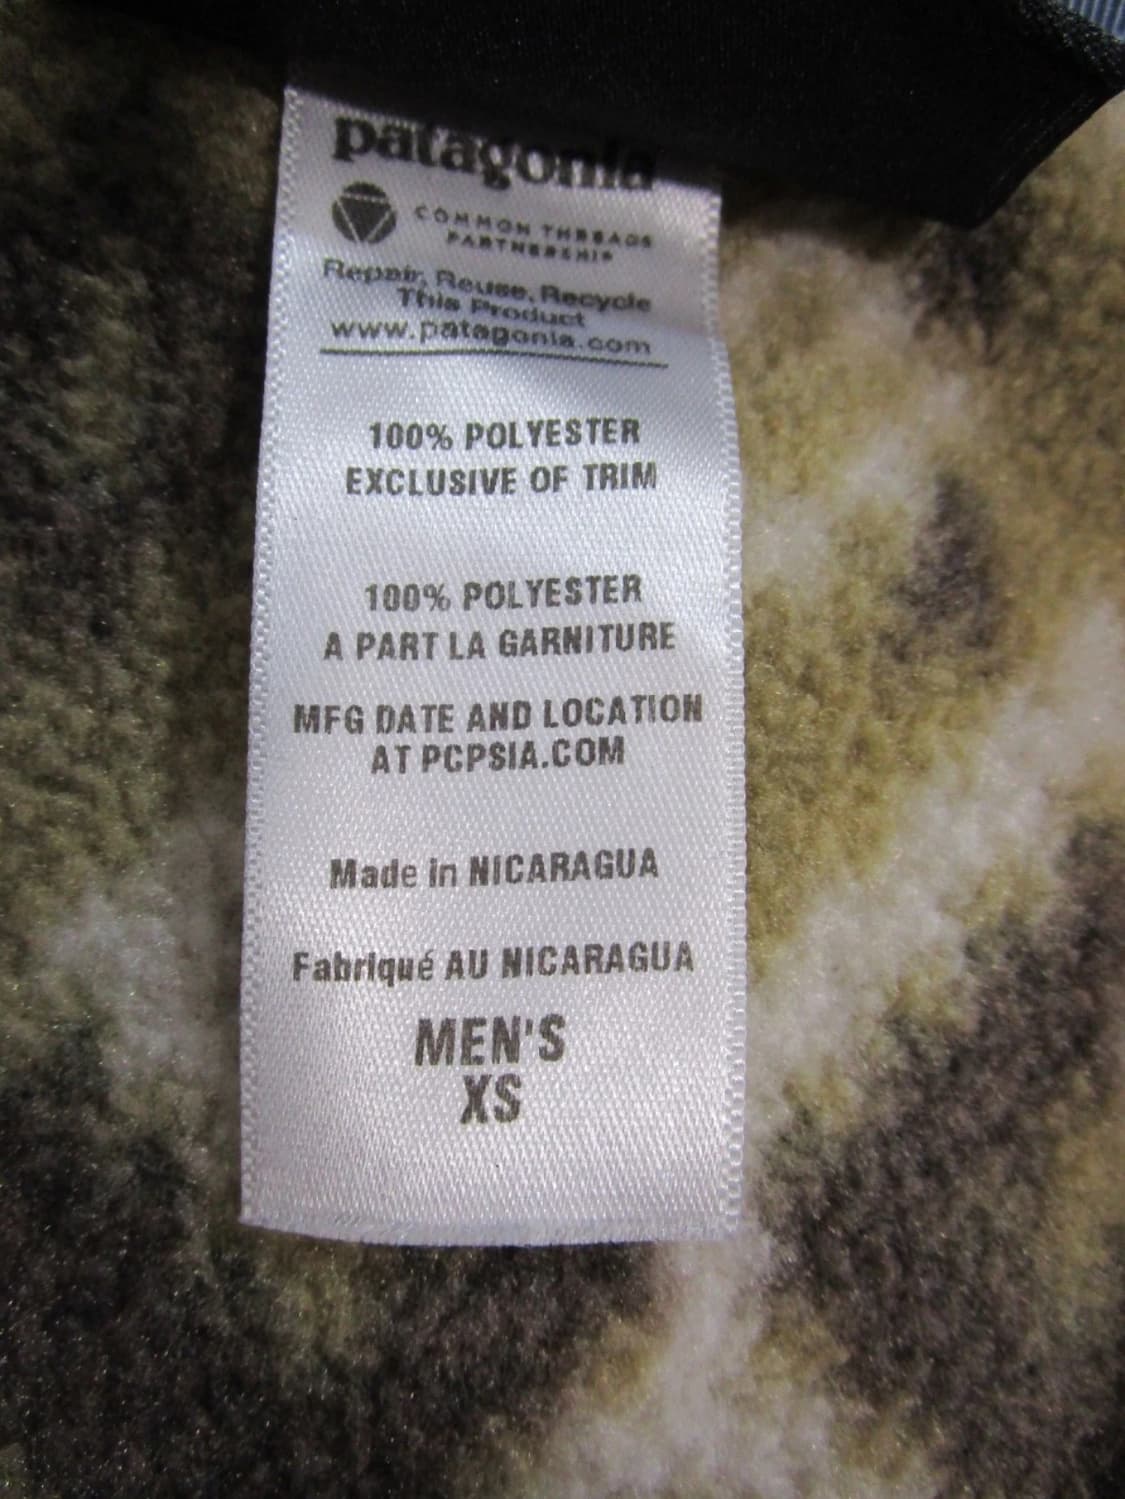 patagonia
COMMON THREADS
PARTNERSHIP
Repair, Reuse, Recycle
This Product
www.patagonia.com
100% POLYESTER
EXCLUSIVE OF TRIM
100% POLYESTER
A PART LA GARNITURE
MFG DATE AND LOCATION
AT PCPSIA.COM
Made in NICARAGUA
Fabriqué AU NICARAGUA
MEN'S
XS